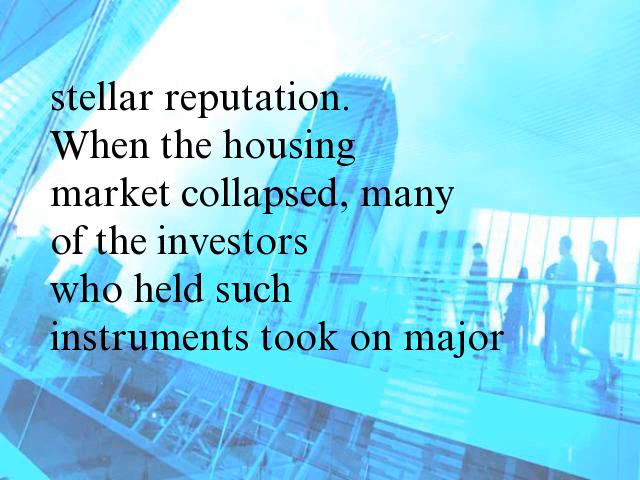 stellar reputation.
When the housing
market collapsed, many
of the investors
who held such
instruments took on major